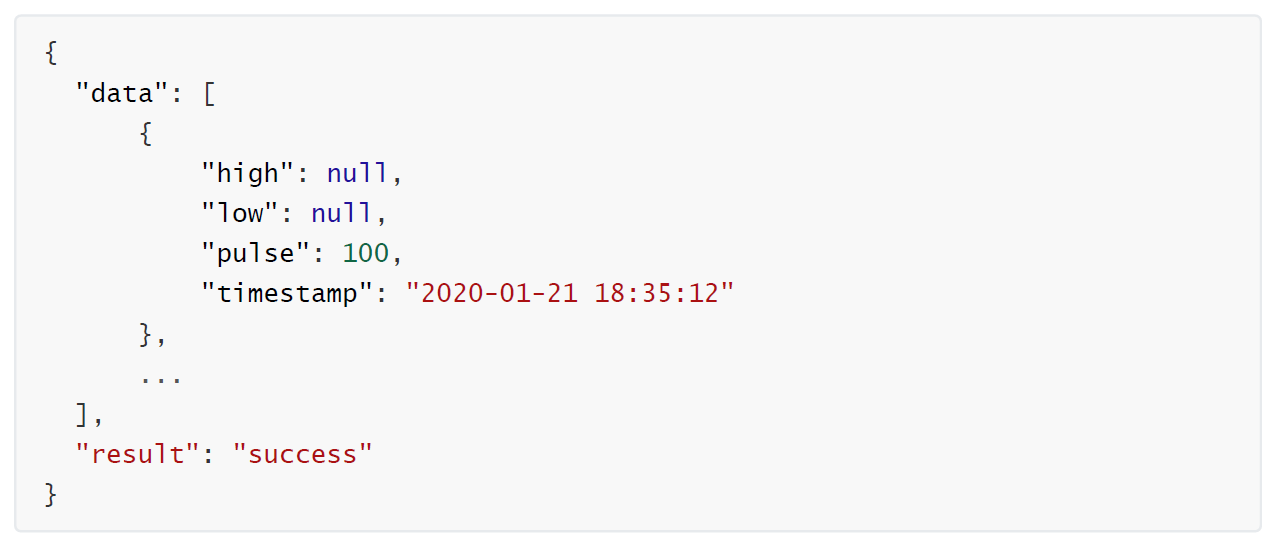 {
  "data": [
      {
          "high": null,
          "low": null,
          "pulse": 100,
          "timestamp": "2020-01-21 18:35:12"
      },
      ...
  ],
  "result": "success"
}